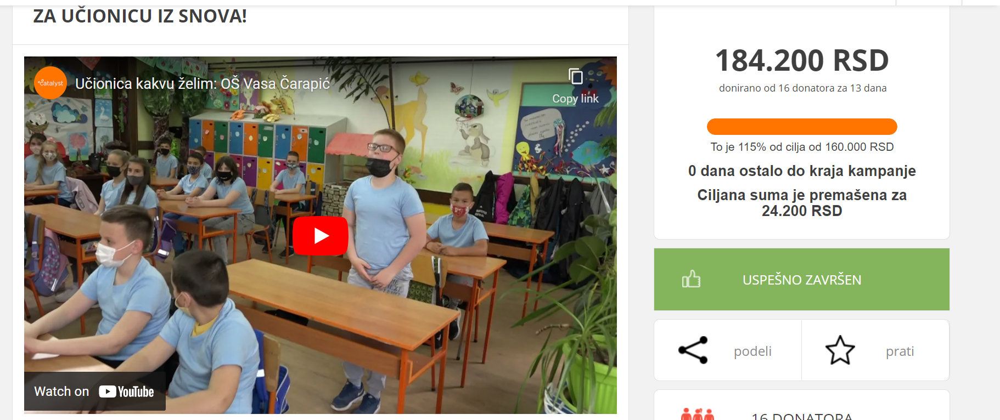 ZA UČIONICU IZ SNOVA!
catalyst
Učionica kakvu želim: OŠ Vasa Čarapić
Copy link
Watch on YouTube
184.200 RSD
donirano od 16 donatora za 13 dana
To je 115% od cilja od 160.000 RSD
0 dana ostalo do kraja kampanje
Ciljana suma je premašena za
24.200 RSD
USPEŠNO ZAVRŠEN
podeli
prati
16 DONATORA